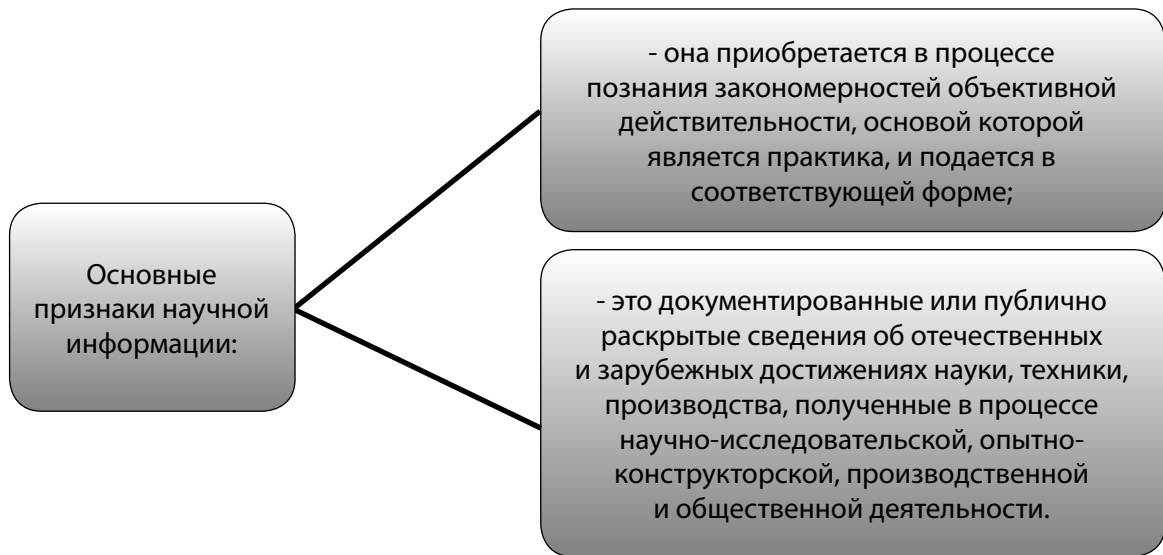 Основные
признаки научной
информации:
- она приобретается в процессе
познания закономерностей объективной
действительности, основой которой
является практика, и подается в
соответствующей форме;
- это документированные или публично
раскрытые сведения об отечественных
и зарубежных достижениях науки, техники,
производства, полученные в процессе
научно-исследовательской, опытно-
конструкторской, производственной
и общественной деятельности.